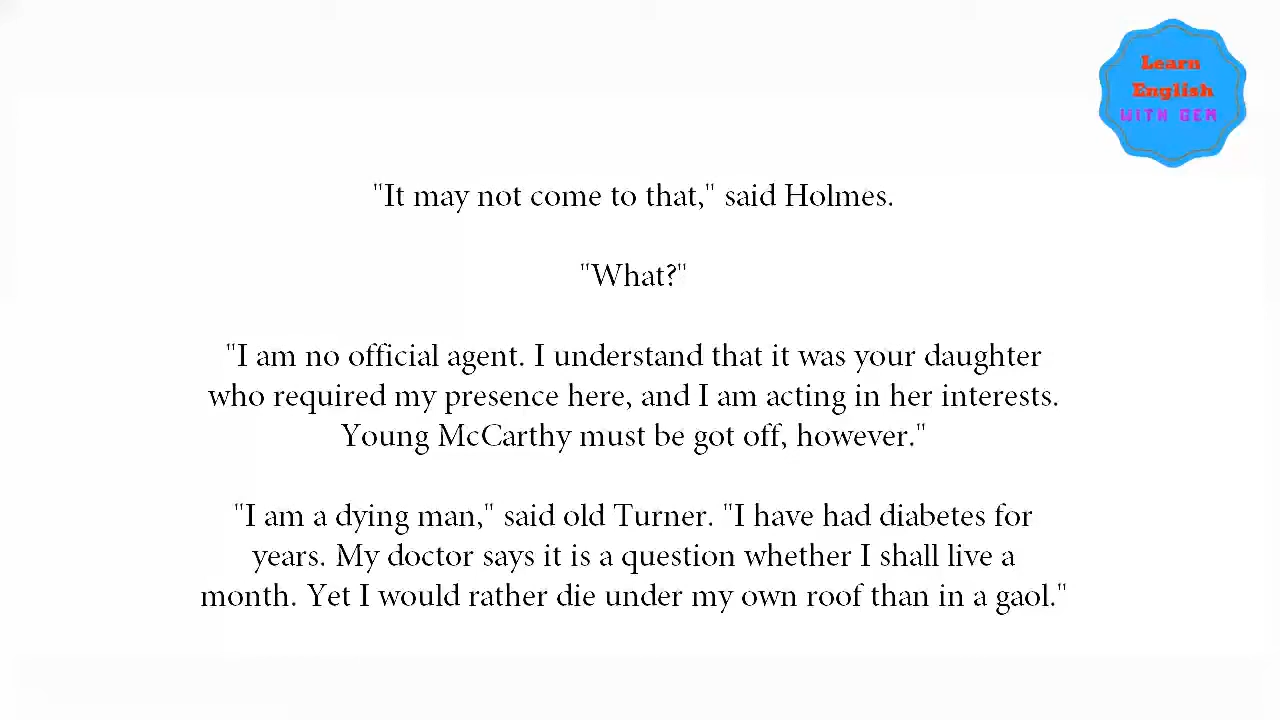 Learn
English
WITH GEM
"It may not come to that," said Holmes.
"What?"
"I am no official agent. I understand that it was your daughter
who required my presence here, and I am acting in her interests.
Young McCarthy must be got off, however."
"I am a dying man," said old Turner. "I have had diabetes for
years. My doctor says it is a question whether I shall live a
month. Yet I would rather die under my own roof than in a gaol."